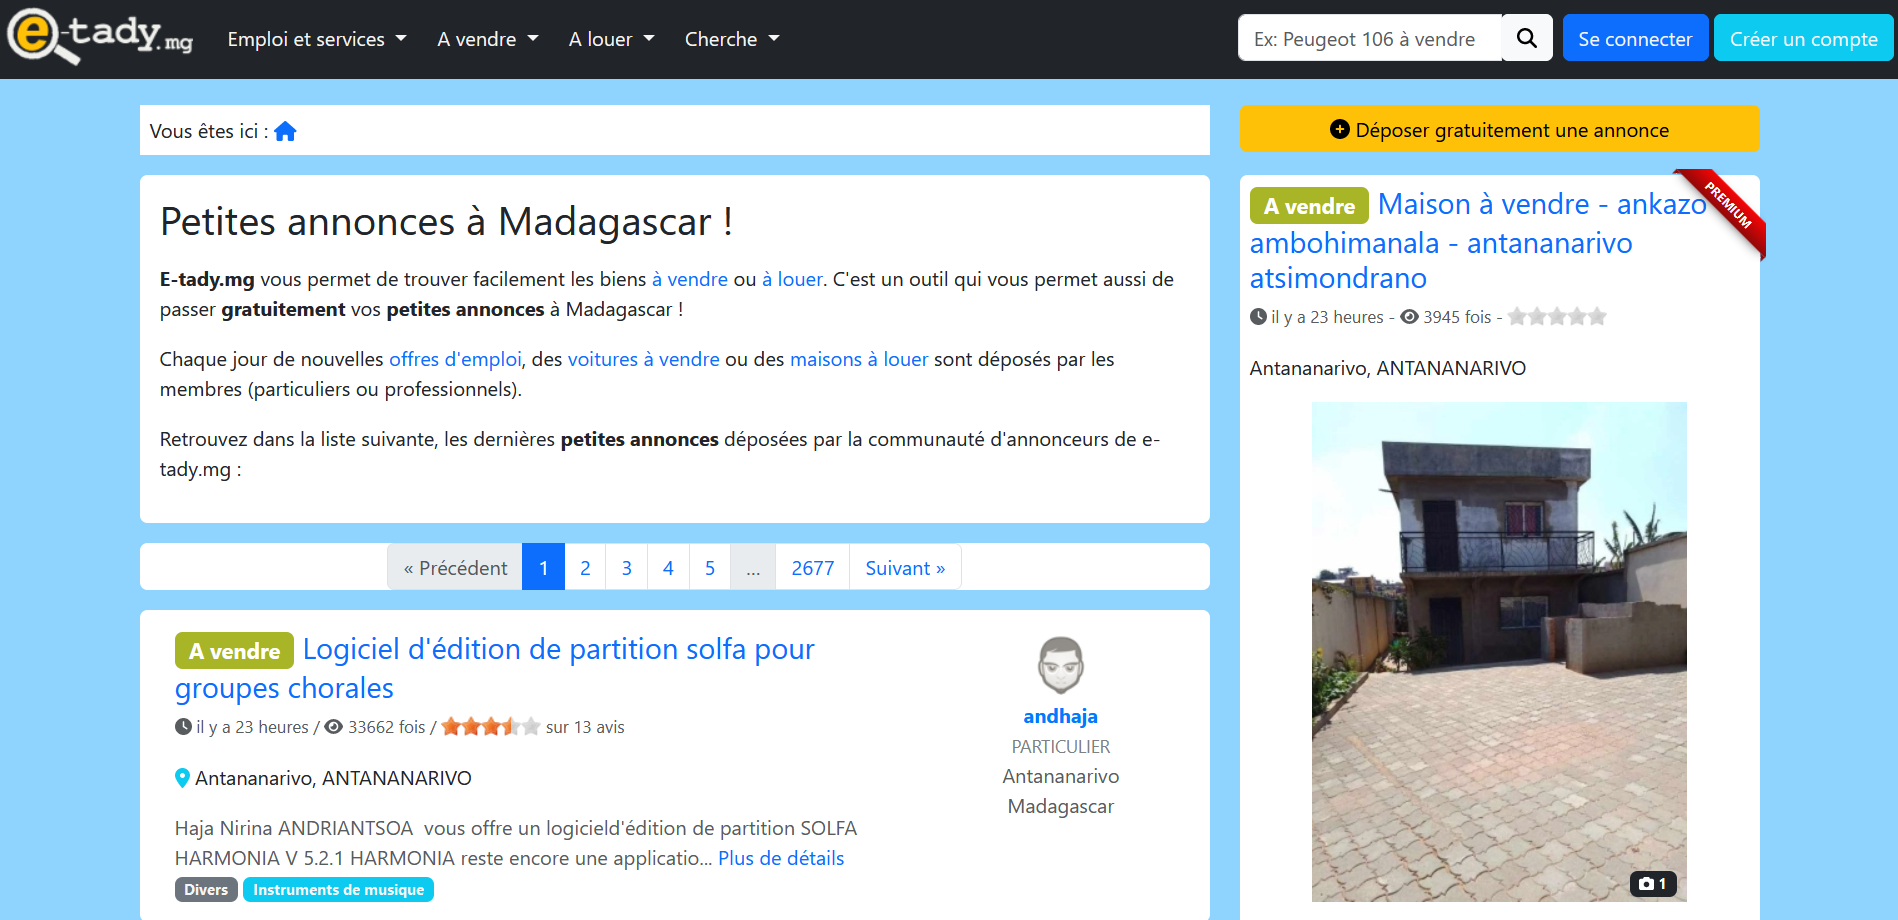 e-tady.mg
Emploi et services
A vendre
A louer
Cherche
Ex: Peugeot 106 à vendre
Se connecter
Créer un compte
Vous êtes ici :
Déposer gratuitement une annonce
Petites annonces à Madagascar !
E-tady.mg vous permet de trouver facilement les biens à vendre ou à louer. C'est un outil qui vous permet aussi de
passer gratuitement vos petites annonces à Madagascar !
Chaque jour de nouvelles offres d'emploi, des voitures à vendre ou des maisons à louer sont déposés par les
membres (particuliers ou professionnels).
Retrouvez dans la liste suivante, les dernières petites annonces déposées par la communauté d'annonceurs de e-
tady.mg :
« Précédent 1 2 3 4 5 ... 2677 Suivant »
A vendre Logiciel d'édition de partition solfa pour
groupes chorales
il y a 23 heures / 33662 fois / sur 13 avis
Antananarivo, ANTANANARIVO
Haja Nirina ANDRIANTSOA vous offre un logicield'édition de partition SOLFA
HARMONIA V 5.2.1 HARMONIA reste encore une applicatio... Plus de détails
Divers Instruments de musique
andhaja
PARTICULIER
Antananarivo
Madagascar
PREMIUM
A vendre Maison à vendre - ankazo
ambohimanala - antananarivo
atsimondrano
il y a 23 heures - 3945 fois -
Antananarivo, ANTANANARIVO
1